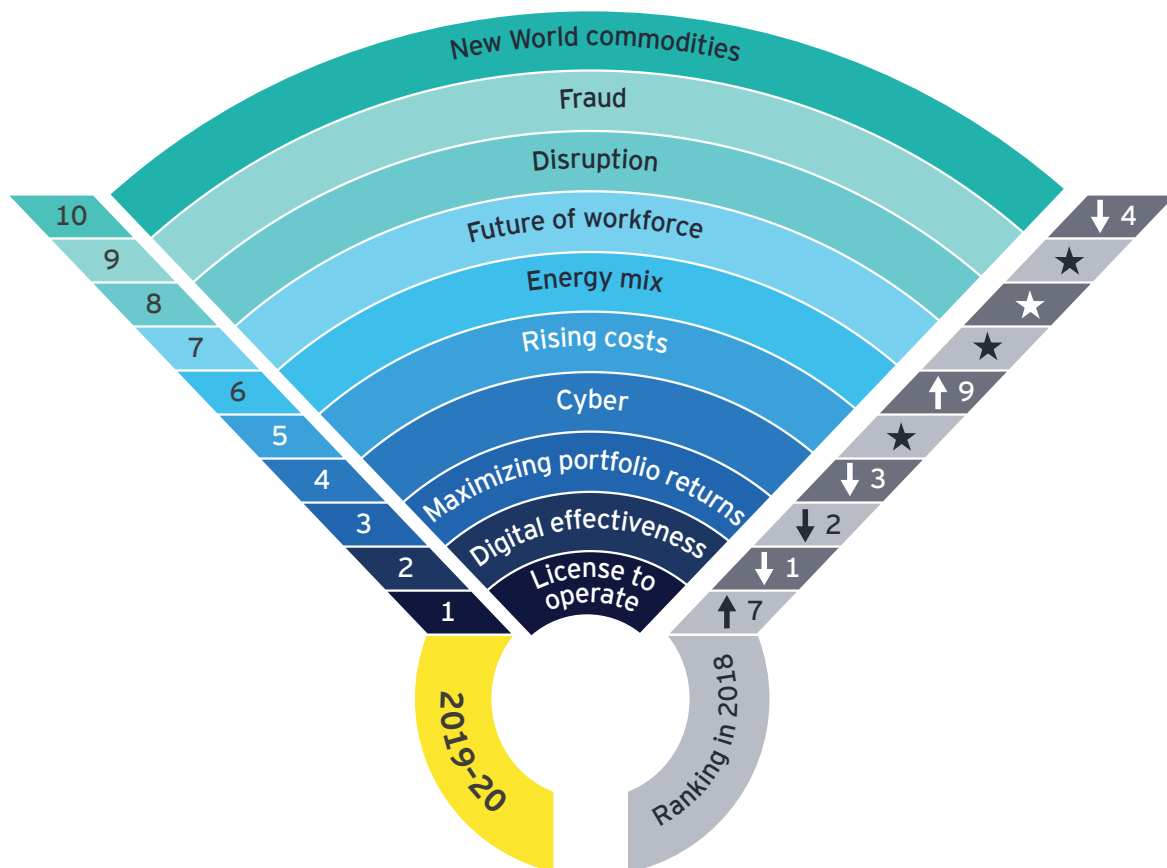 New World commodities
Fraud
Disruption
Future of workforce
Energy mix
Rising costs
Cyber
Maximizing portfolio returns
Digital effectiveness
License to
operate
10
9
8
7
6
5
4
3
2
1
2019-20
4
9
3
2
1
7
Ranking in 2018